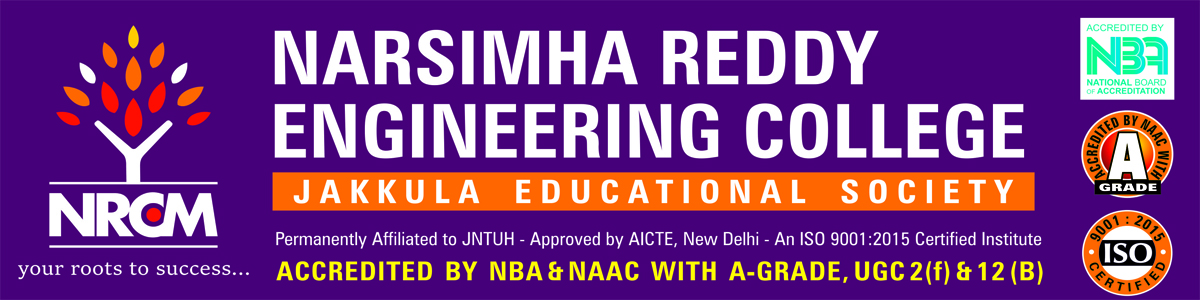 NRCM
your roots to success...
NARSIMHA REDDY
ENGINEERING COLLEGE
JAKKULA EDUCATIONAL SOCIETY
Permanently Affiliated to JNTUH - Approved by AICTE, New Delhi - An ISO 9001:2015 Certified Institute
ACCREDITED BY NBA & NAAC WITH A-GRADE, UGC 2(f) & 12 (B)
ACCREDITED BY
NBA
NATIONAL BOARD
OF ACCREDITATION
ACCREDITED BY NAAC WITH
A
GRADE
9001 : 2015
ISO
CERTIFIED